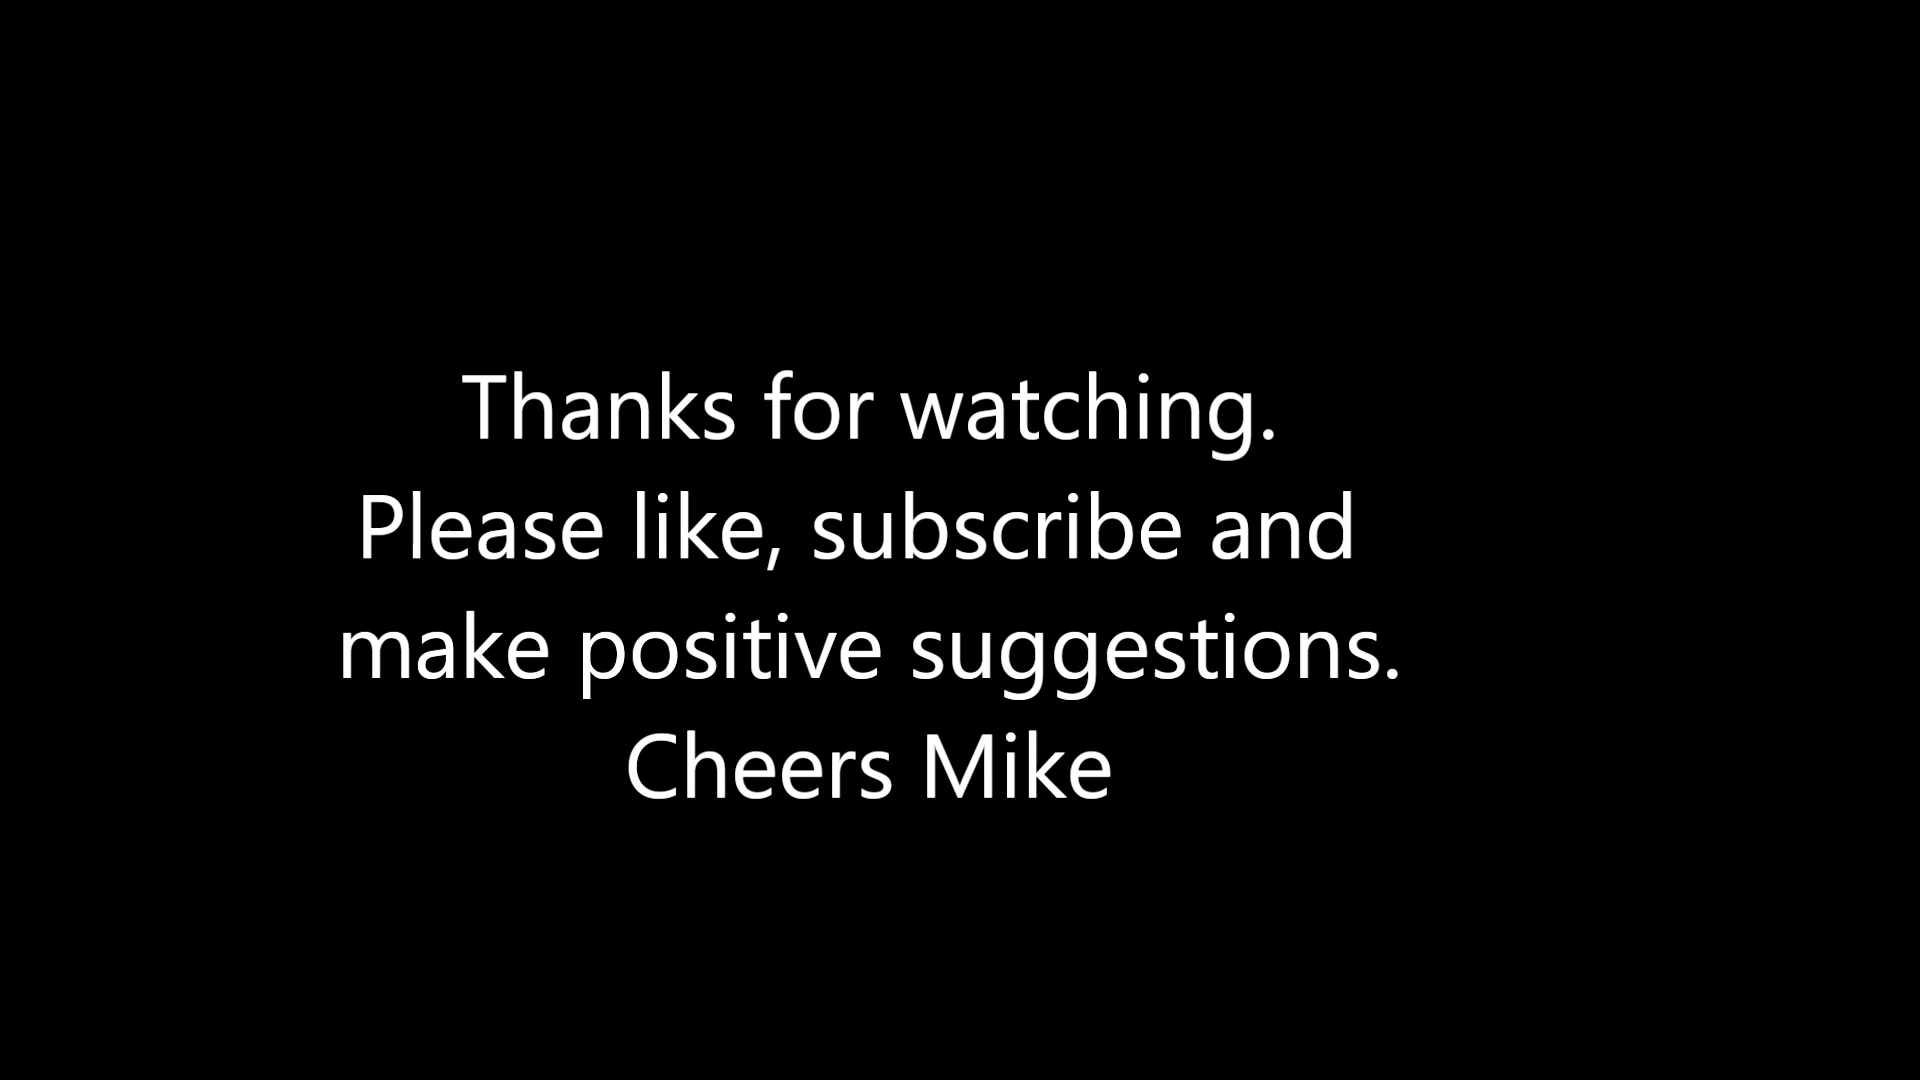 Thanks for watching.
Please like, subscribe and
make positive suggestions.
Cheers Mike